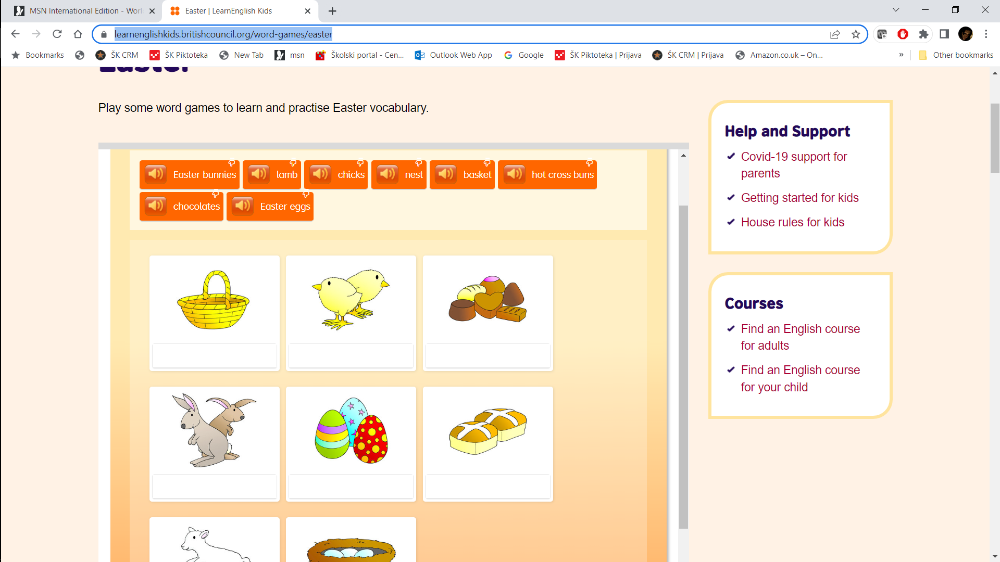 MSN International Edition - Worl
Easter | LearnEnglish Kids
learnenglishkids.britishcouncil.org/word-games/easter
Bookmarks
ŠK CRM
ŠK Piktoteka
New Tab
msn
Školski portal - Cen...
Outlook Web App
Google
ŠK Piktoteka | Prijava
ŠK CRM | Prijava
Amazon.co.uk – On...
»
Other bookmarks
Easter
Play some word games to learn and practise Easter vocabulary.
Easter bunnies
lamb
chicks
nest
basket
hot cross buns
chocolates
Easter eggs
Help and Support
Covid-19 support for
parents
Getting started for kids
House rules for kids
Courses
Find an English course
for adults
Find an English course
for your child